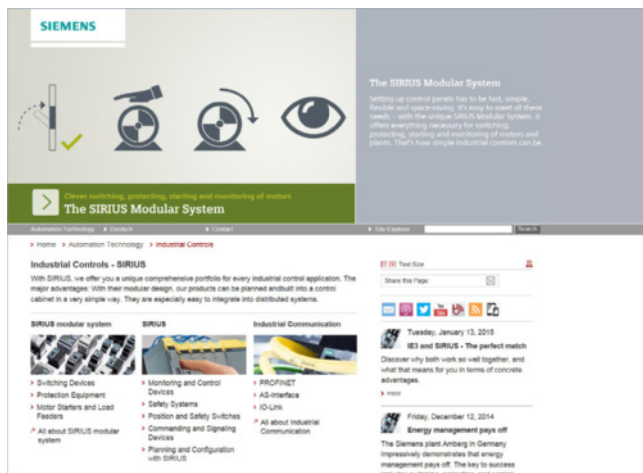 SIEMENS
The SIRIUS Modular System
Setting up control panels has to be fast, simple,
flexible and space-saving. It's easy to meet all these
needs – with the unique SIRIUS Modular System. It
offers everything necessary for switching,
protecting, starting and monitoring of motors and
plants. That's how simple industrial controls can be.
Clever switching, protecting, starting and monitoring of motors
The SIRIUS Modular System
Automation Technology
Deutsch
Contact
Site Explorer
Search
Home Automation Technology Industrial Controls
Industrial Controls - SIRIUS
With SIRIUS, we offer you a unique comprehensive portfolio for every industrial control application. The
major advantages: With their modular design, our products can be planned andbuilt into a control
cabinet in a very simple way. They are especially easy to integrate into distributed systems.
SIRIUS modular system
Switching Devices
Protection Equipment
Motor Starters and Load
Feeders
All about SIRIUS modular
system
SIRIUS
Monitoring and Control
Devices
Safety Systems
Position and Safety Switches
Commanding and Signaling
Devices
Planning and Configuration
with SIRIUS
Industrial Communication
PROFINET
AS-Interface
IO-Link
All about Industrial
Communication
Text Size
Share this Page:
Tuesday, January 13, 2015
IE3 and SIRIUS - The perfect match
Discover why both work so well together, and
what that means for you in terms of concrete
advantages.
more
Friday, December 12, 2014
Energy management pays off
The Siemens plant Amberg in Germany
impressively demonstrates that energy
management pays off. The key to success